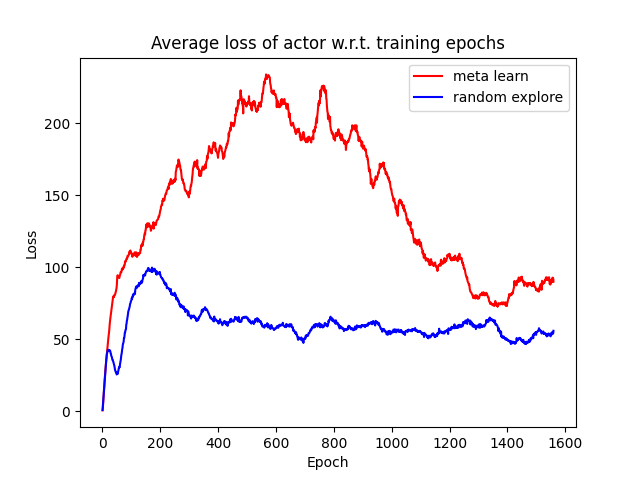 Average loss of actor w.r.t. training epochs
meta learn
random explore
Loss
200
150
100
50
0
0 200 400 600 800 1000 1200 1400 1600
Epoch